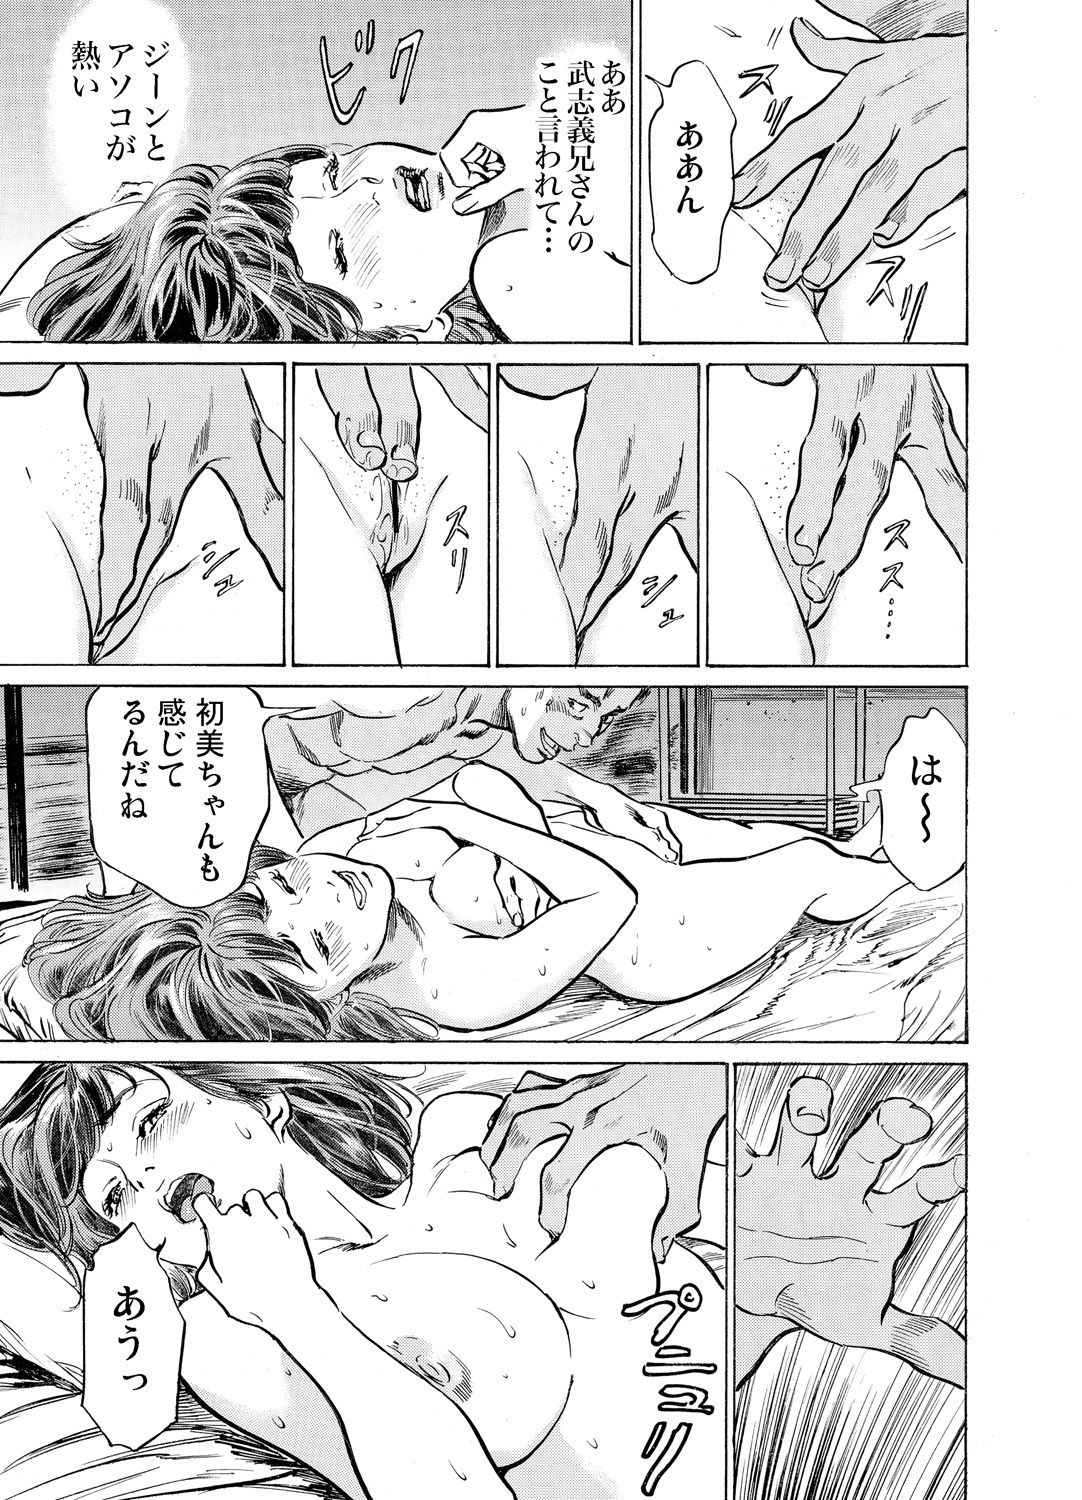 ああん
スッ
スッ
ああ
武志義兄さんの
こと言われて…
ビク
ジーンと
アソコが
熱い
ススス……
シュ
スリ
シュ
は〜
初美ちゃんも
感じて
るんだね
プニュリ
あうっ